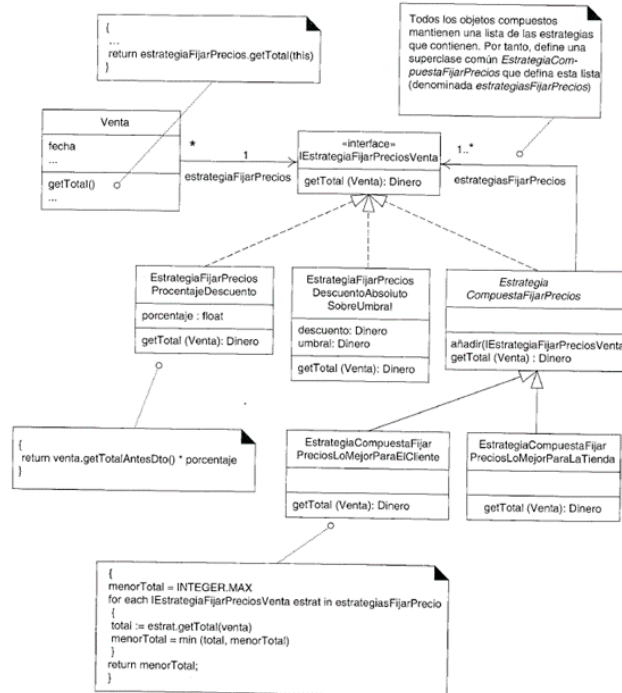 {
...
return estrategiaFijarPrecios.getTotal(this)
}
Todos los objetos compuestos
mantienen una lista de las estrategias
que contienen. Por tanto, define una
superclase común EstrategiaCom-
puestaFijarPrecios que defina esta lista
(denominada estrategiasFijarPrecios)
Venta
fecha
...
getTotal()
...
*
1
estrategiaFijarPrecios
«interface»
IEstrategiaFijarPreciosVenta
getTotal (Venta): Dinero
1..*
estrategiasFijarPrecios
EstrategiaFijarPrecios
ProcentajeDescuento
porcentaje : float
getTotal (Venta): Dinero
EstrategiaFijarPrecios
DescuentoAbsoluto
SobreUmbral
descuento: Dinero
umbral: Dinero
getTotal (Venta): Dinero
Estrategia
CompuestaFijarPrecios
añadir(IEstrategiaFijarPreciosVenta
getTotal (Venta) : Dinero
{
return venta.getTotalAntesDto() * porcentaje
}
EstrategiaCompuestaFijar
PreciosLoMejorParaElCliente
getTotal (Venta): Dinero
EstrategiaCompuestaFijar
PreciosLoMejorParaLaTienda
getTotal (Venta): Dinero
{
menorTotal = INTEGER.MAX
for each IEstrategiaFijarPreciosVenta estrat in estrategiasFijarPrecio
{
total := estrat.getTotal(venta)
menorTotal = min (total, menorTotal)
}
return menorTotal;
}